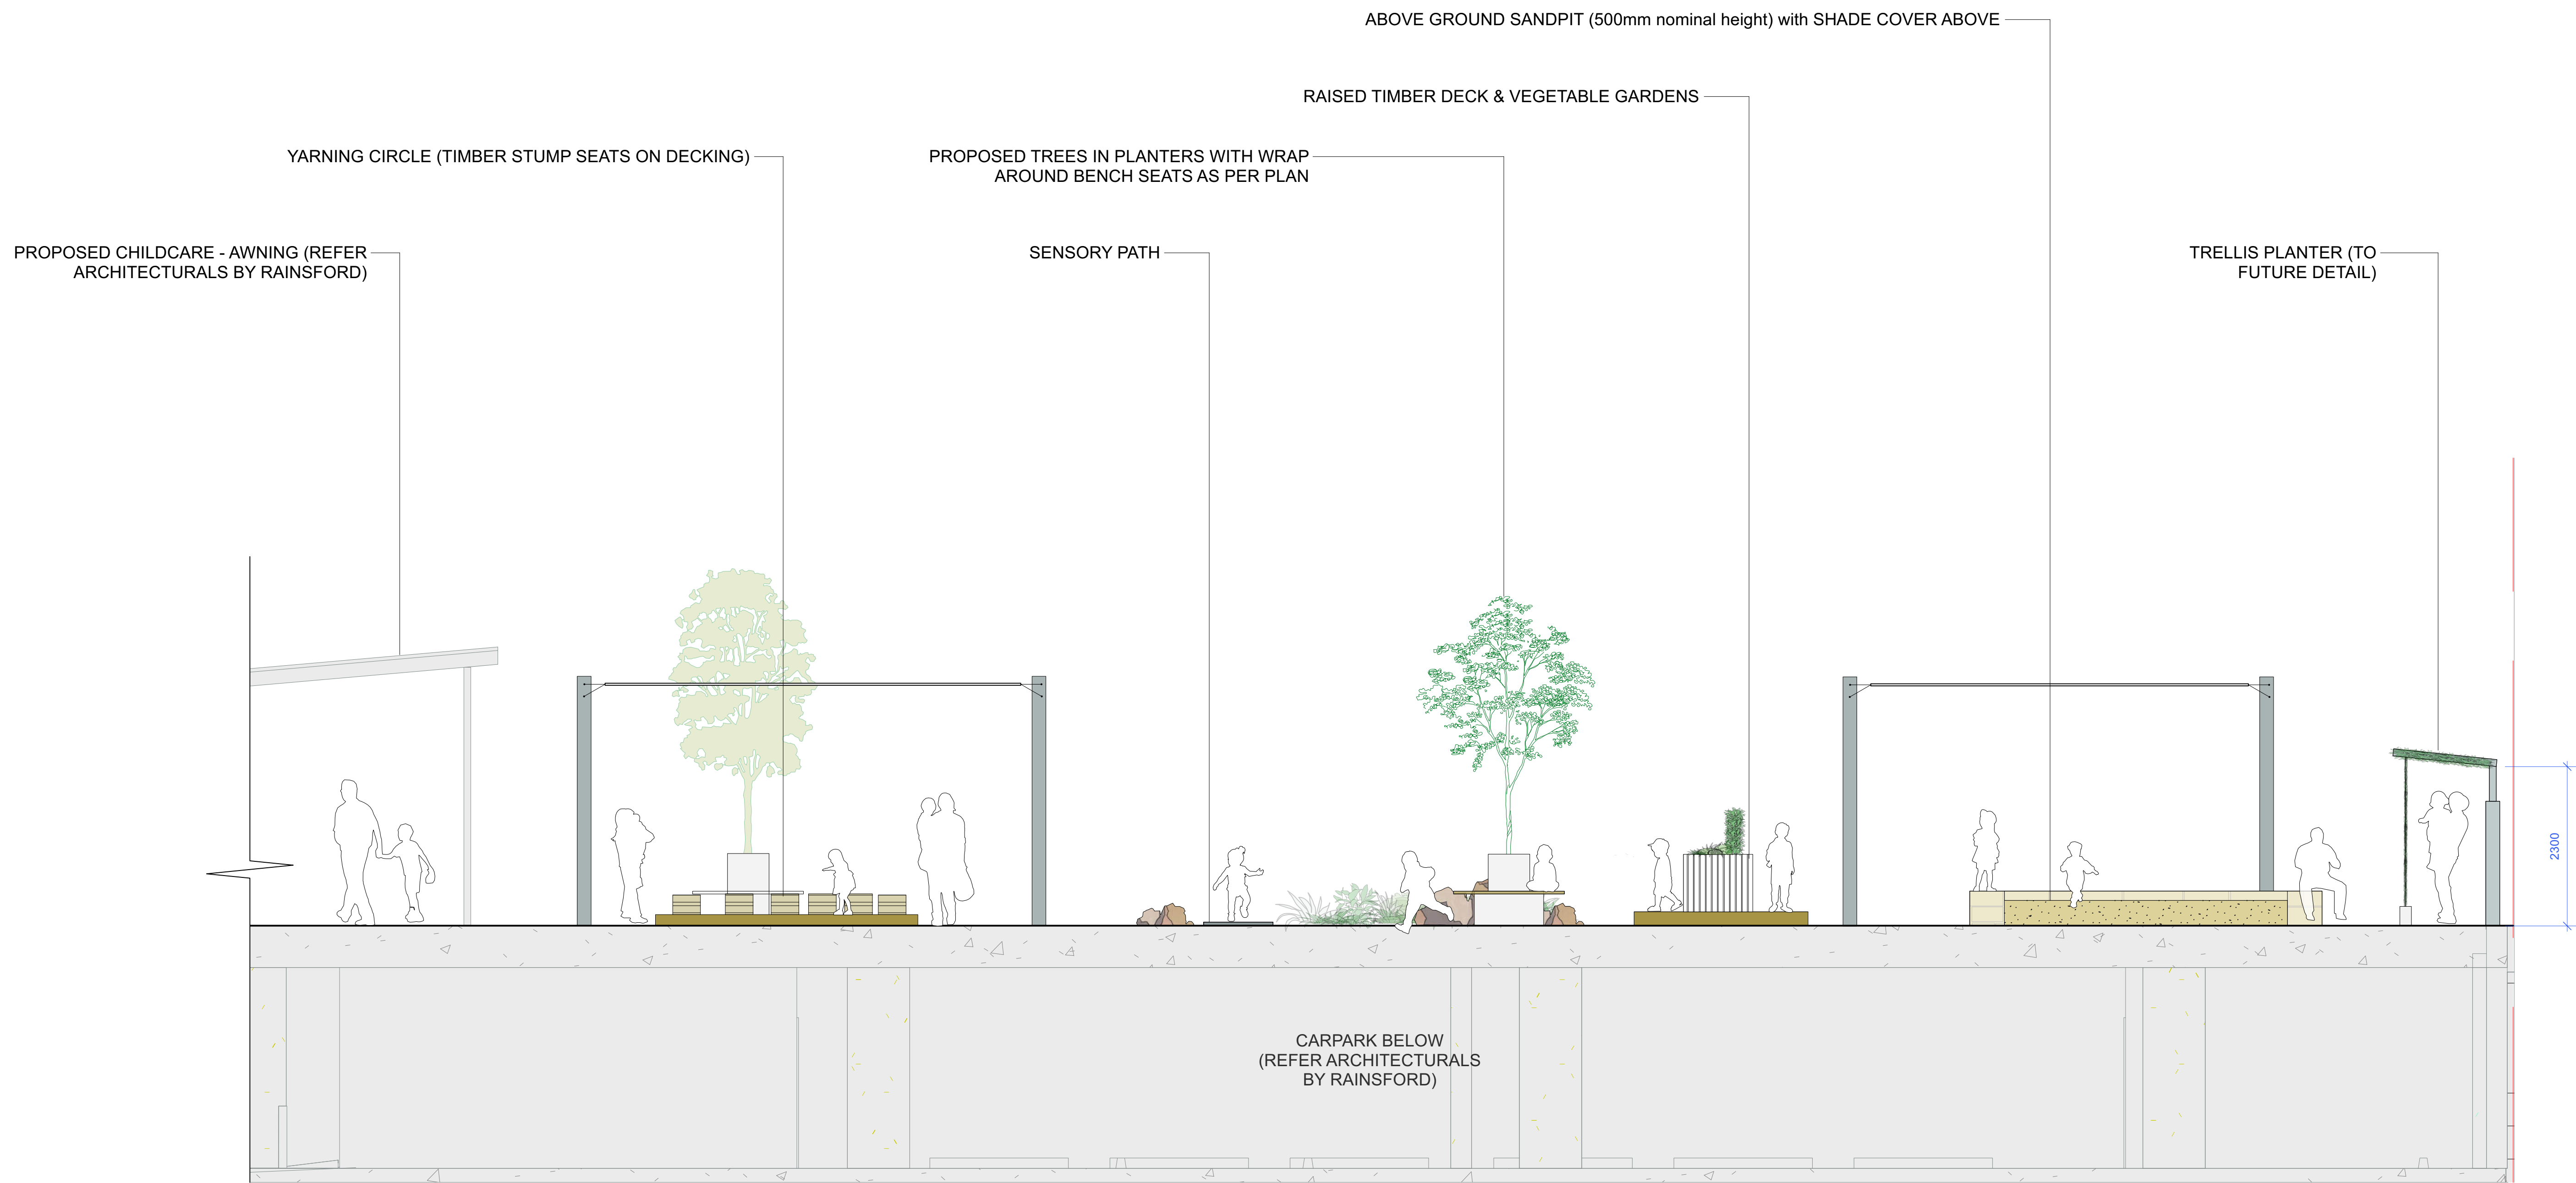 ABOVE GROUND SANDPIT (500mm nominal height) with SHADE COVER ABOVE
RAISED TIMBER DECK & VEGETABLE GARDENS
YARNING CIRCLE (TIMBER STUMP SEATS ON DECKING)
PROPOSED TREES IN PLANTERS WITH WRAP
AROUND BENCH SEATS AS PER PLAN
PROPOSED CHILDCARE - AWNING (REFER
ARCHITECTURALS BY RAINSFORD)
SENSORY PATH
TRELLIS PLANTER (TO
FUTURE DETAIL)
2300
CARPARK BELOW
(REFER ARCHITECTURALS
BY RAINSFORD)